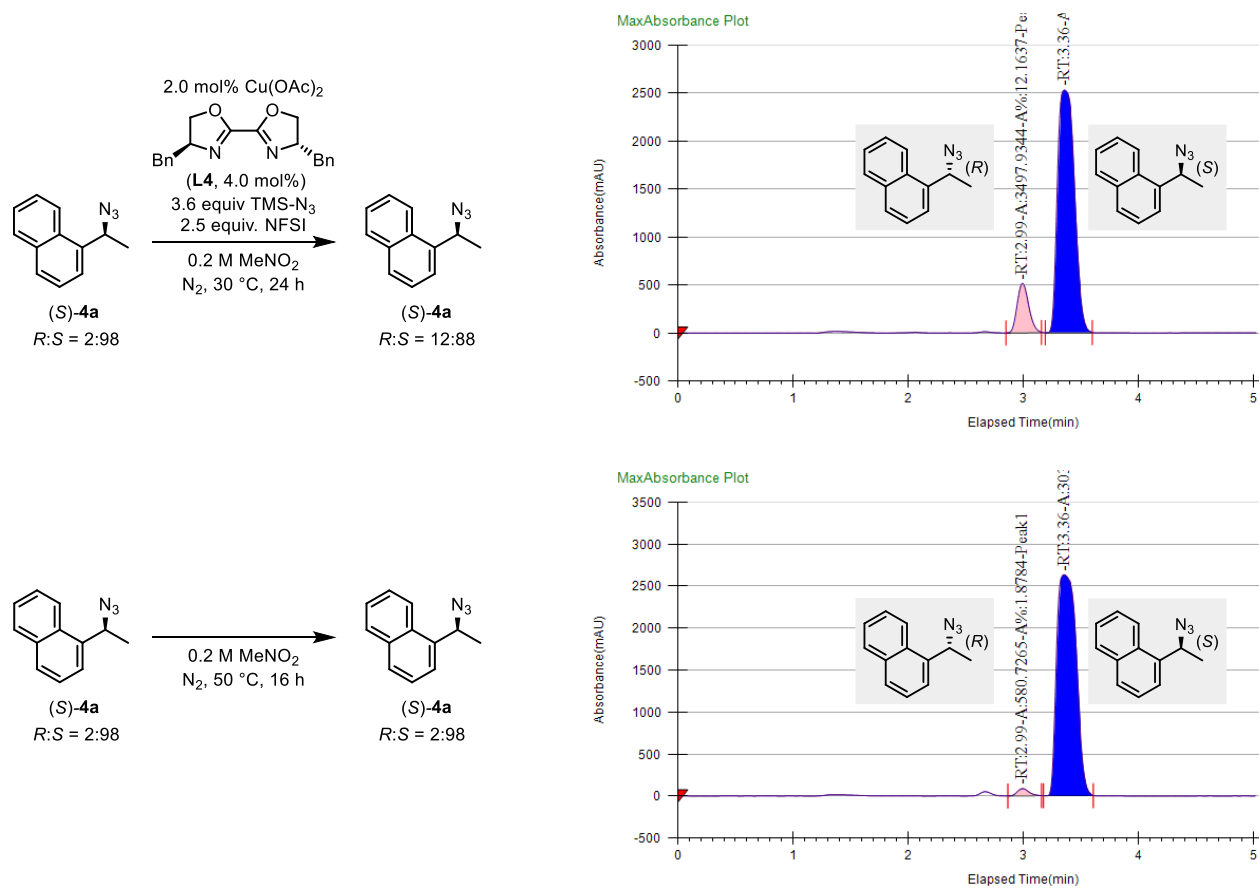 2.0 mol% Cu(OAc)2
O
O
N
N
Bn
Bn
(L4, 4.0 mol%)
3.6 equiv TMS-N3
2.5 equiv. NFSI
0.2 M MeNO2
N2, 30 °C, 24 h
N3
(S)-4a
R:S = 2:98
N3
(S)-4a
R:S = 12:88
MaxAbsorbance Plot
Absorbance(mAU)
3000
2500
2000
1500
1000
500
0
-500
-RT:2.99-A:3497.9344-A%:12.1637-Pe
-RT:3.36-A
N3
(R)
N3
(S)
0
1
2
3
4
5
Elapsed Time(min)
N3
(S)-4a
R:S = 2:98
0.2 M MeNO2
N2, 50 °C, 16 h
N3
(S)-4a
R:S = 2:98
MaxAbsorbance Plot
Absorbance(mAU)
3500
3000
2500
2000
1500
1000
500
0
-500
-RT:2.99-A:580.7265-A%:1.8784-Peak1
-RT:3.36-A:303
N3
(R)
N3
(S)
0
1
2
3
4
5
Elapsed Time(min)